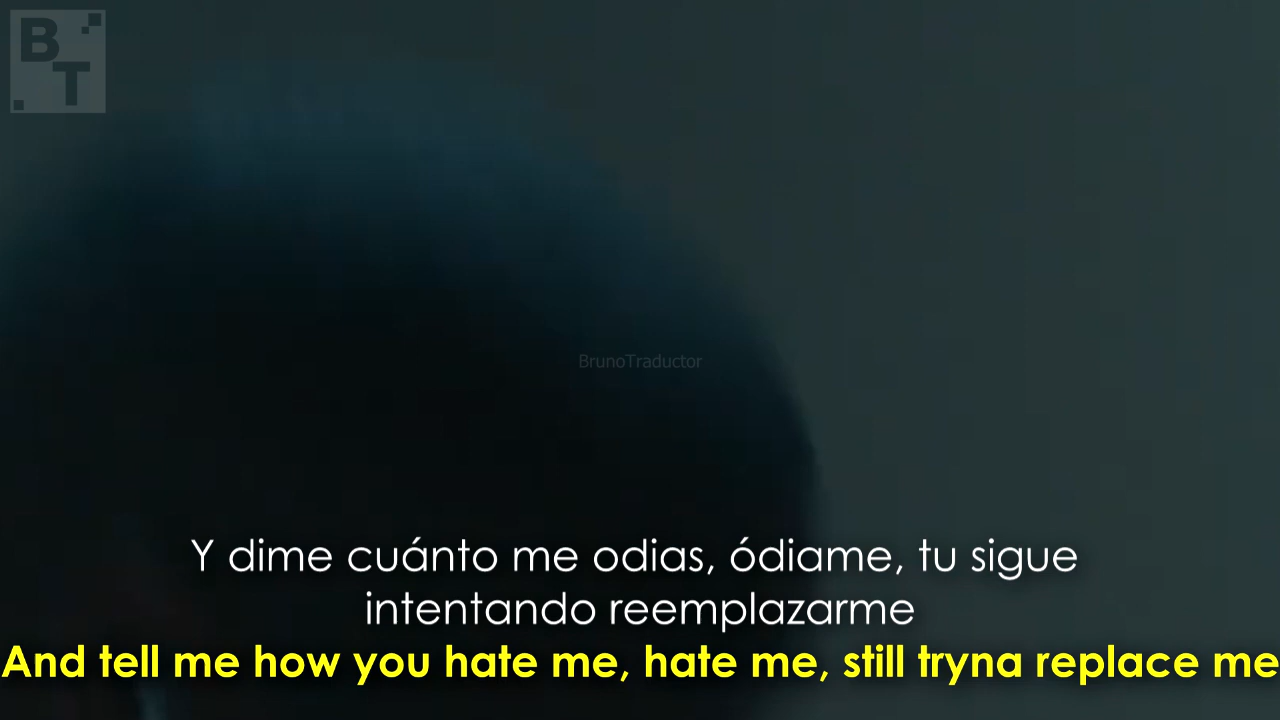 B
T
BrunoTraductor
Y dime cuánto me odias, ódiame, tu sigue
intentando reemplazarme
And tell me how you hate me, hate me, still tryna replace me